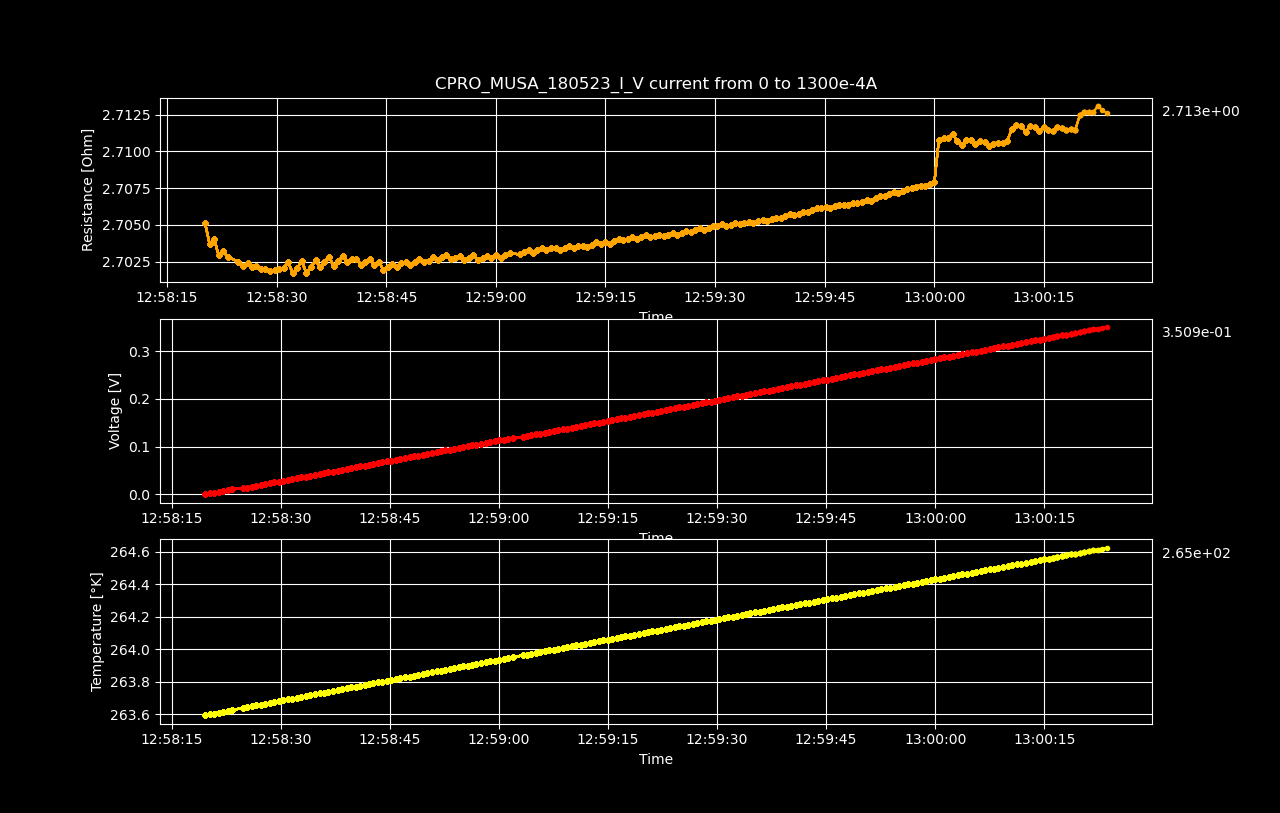 CPRO_MUSA_180523_I_V current from 0 to 1300e-4A
2.713e+00
Resistance [Ohm]
2.7125
2.7100
2.7075
2.7050
2.7025
12:58:15 12:58:30 12:58:45 12:59:00 12:59:15 12:59:30 12:59:45 13:00:00 13:00:15
Time
3.509e-01
Voltage [V]
0.3
0.2
0.1
0.0
12:58:15 12:58:30 12:58:45 12:59:00 12:59:15 12:59:30 12:59:45 13:00:00 13:00:15
Time
2.65e+02
Temperature [°K]
264.6
264.4
264.2
264.0
263.8
263.6
12:58:15 12:58:30 12:58:45 12:59:00 12:59:15 12:59:30 12:59:45 13:00:00 13:00:15
Time